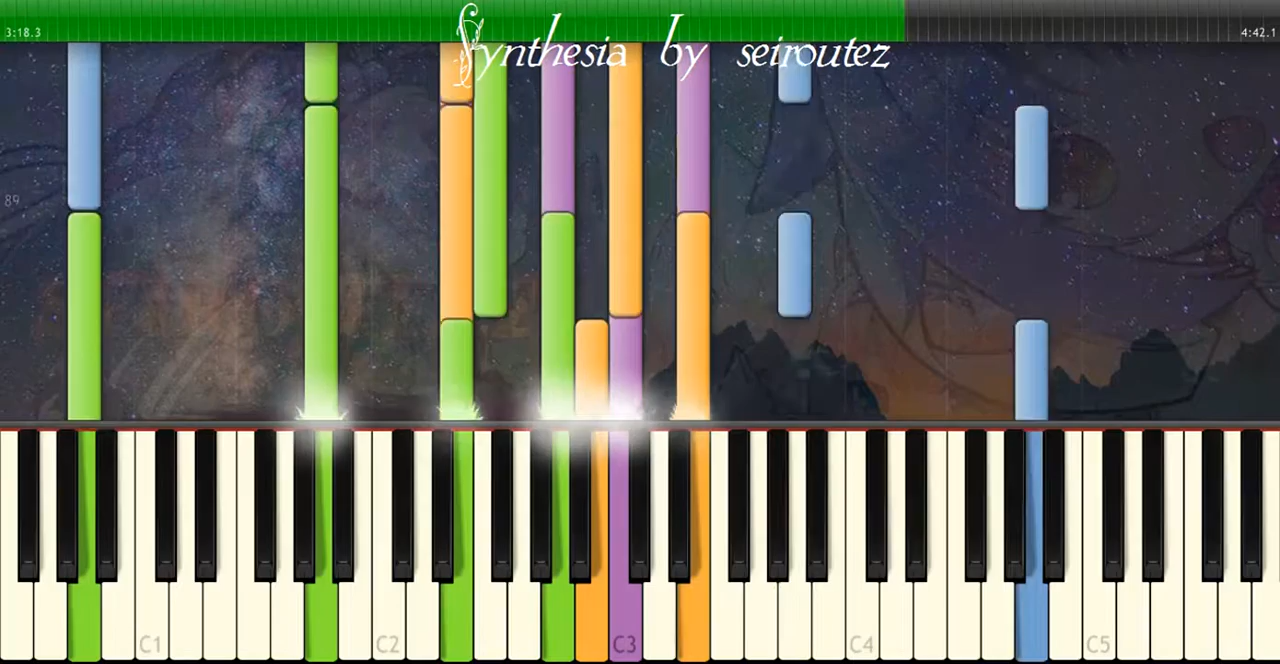 Synthesia by seiroutez
3:18.3
4:42.1
89
C1
C2
C3
C4
C5